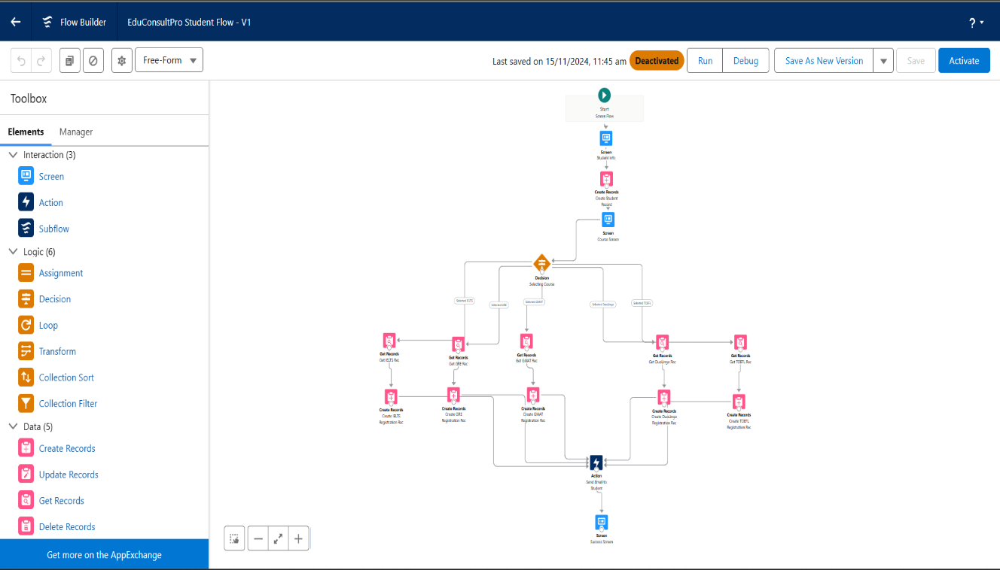 Flow Builder
EduConsultPro Student Flow - V1
?
Free-Form
Last saved on 15/11/2024, 11:45 am
Deactivated
Run
Debug
Save As New Version
Save
Activate
Toolbox
Elements
Manager
Interaction (3)
Screen
Action
Subflow
Logic (6)
Assignment
Decision
Loop
Transform
Collection Sort
Collection Filter
Data (5)
Create Records
Update Records
Get Records
Delete Records
Get more on the AppExchange
Start
Screen Flow
Screen
Student Info
Create Records
Create Student
Record
Screen
Course Screen
Decision
Selecting Course
Selected IELTS
Selected GRE
Selected GMAT
Selected DuoLingo
Selected TOEFL
Get Records
Get IELTS Rec
Get Records
Get GRE Rec
Get Records
Get GMAT Rec
Get Records
Get DuoLingo Rec
Get Records
Get TOEFL Rec
Create Records
Create IELTS
Registration Rec
Create Records
Create GRE
Registration Rec
Create Records
Create GMAT
Registration Rec
Create Records
Create DuoLingo
Registration Rec
Create Records
Create TOEFL
Registration Rec
Action
Send Email to
Student
Screen
Success Screen